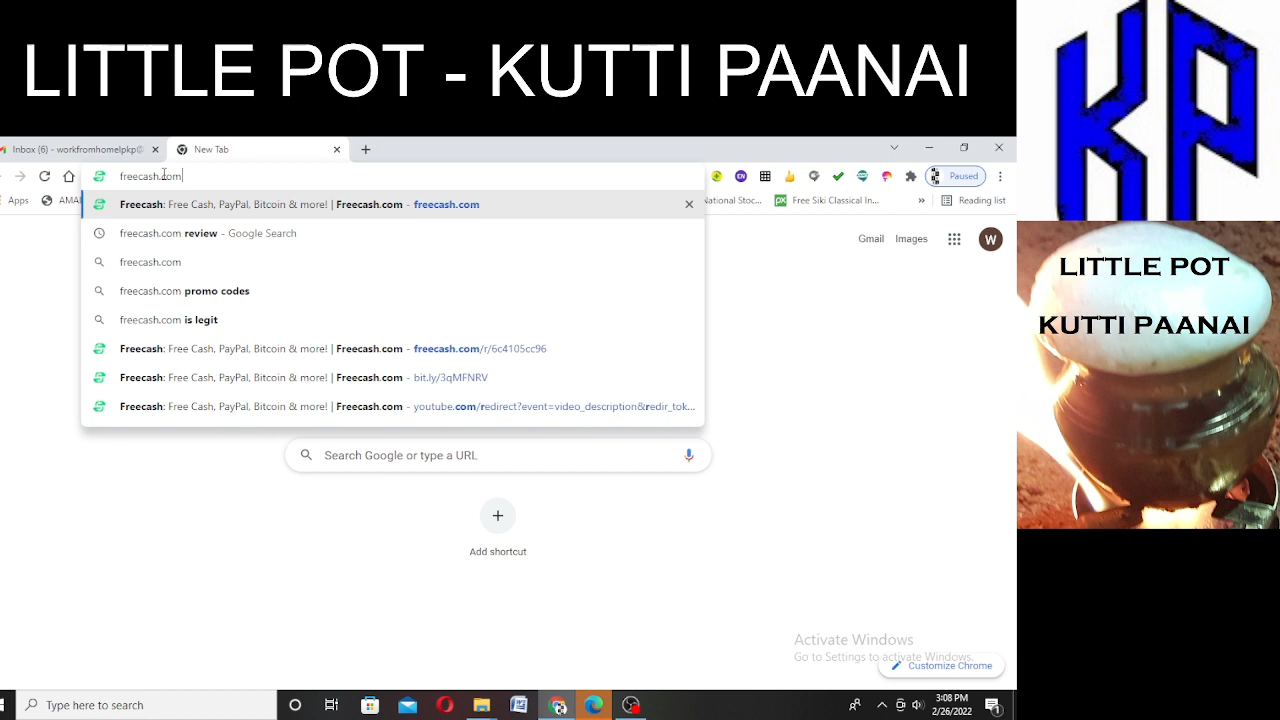 LITTLE POT - KUTTI PAANAI
KP
Inbox (6) - workfromhomelpkp@
New Tab
freecash.com
Paused
Apps
AMA
National Stoc...
Free Siki Classical In...
»
Reading list
Freecash: Free Cash, PayPal, Bitcoin & more! | Freecash.com - freecash.com
freecash.com review - Google Search
freecash.com
freecash.com promo codes
freecash.com is legit
Freecash: Free Cash, PayPal, Bitcoin & more! | Freecash.com - freecash.com/r/6c4105cc96
Freecash: Free Cash, PayPal, Bitcoin & more! | Freecash.com - bit.ly/3qMFNRV
Freecash: Free Cash, PayPal, Bitcoin & more! | Freecash.com - youtube.com/redirect?event=video_description&redir_tok...
Gmail
Images
W
LITTLE POT
KUTTI PAANAI
Search Google or type a URL
Add shortcut
Activate Windows
Go to Settings to activate Windows.
Customize Chrome
Type here to search
3:08 PM
2/26/2022